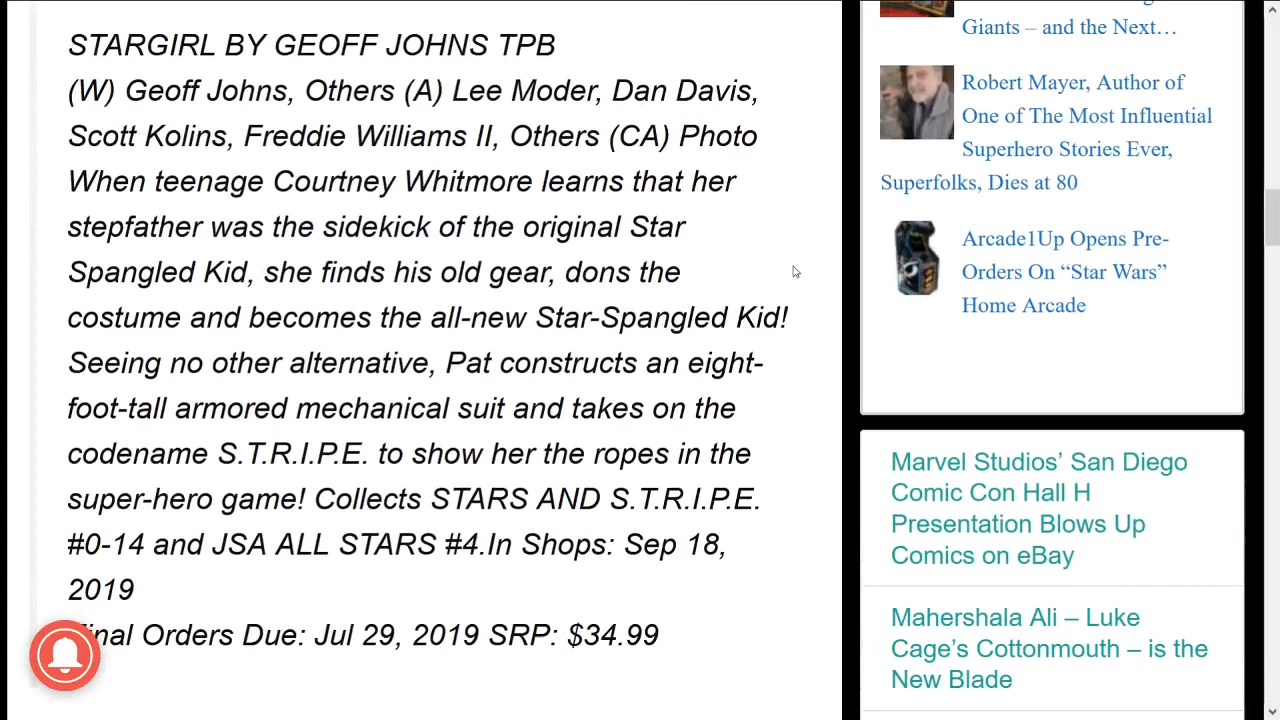 STARGIRL BY GEOFF JOHNS TPB
(W) Geoff Johns, Others (A) Lee Moder, Dan Davis,
Scott Kolins, Freddie Williams II, Others (CA) Photo
When teenage Courtney Whitmore learns that her
stepfather was the sidekick of the original Star
Spangled Kid, she finds his old gear, dons the
costume and becomes the all-new Star-Spangled Kid!
Seeing no other alternative, Pat constructs an eight-
foot-tall armored mechanical suit and takes on the
codename S.T.R.I.P.E. to show her the ropes in the
super-hero game! Collects STARS AND S.T.R.I.P.E.
#0-14 and JSA ALL STARS #4.In Shops: Sep 18,
2019
Orders Due: Jul 29, 2019 SRP: $34.99
Giants – and the Next…
Robert Mayer, Author of
One of The Most Influential
Superhero Stories Ever,
Superfolks, Dies at 80
Arcade1Up Opens Pre-
Orders On “Star Wars”
Home Arcade
Marvel Studios’ San Diego
Comic Con Hall H
Presentation Blows Up
Comics on eBay
Mahershala Ali – Luke
Cage’s Cottonmouth – is the
New Blade